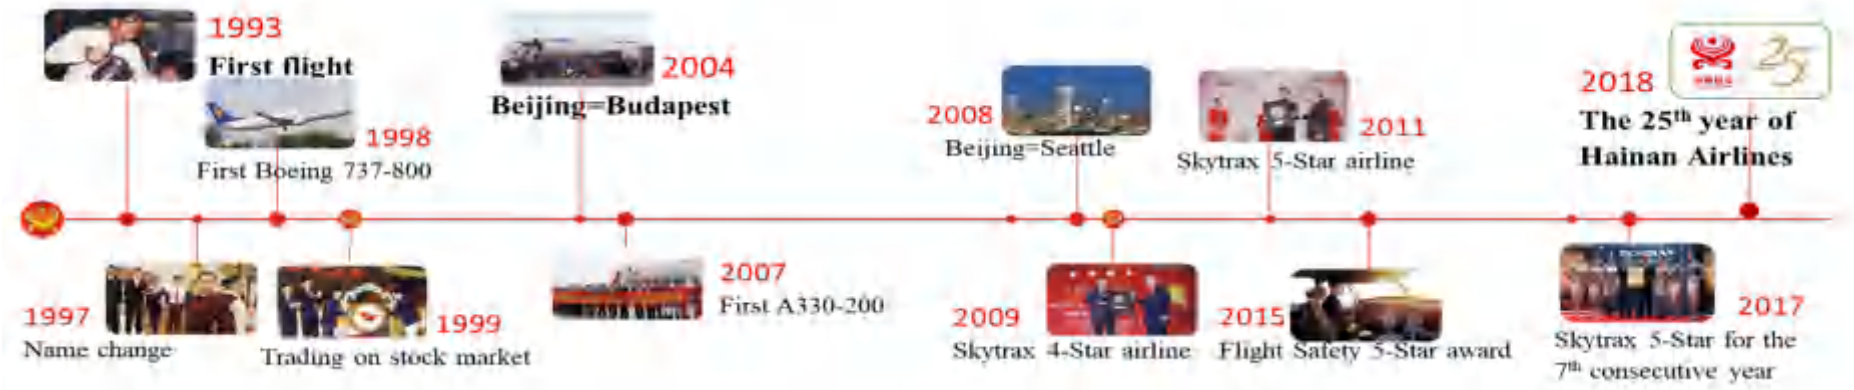 1993
First flight
1998
First Boeing 737-800
2004
Beijing=Budapest
2008
Beijing=Seattle
2011
Skytrax 5-Star airline
2018
25
The 25th year of
Hainan Airlines
1997
Name change
1999
Trading on stock market
2007
First A330-200
2009
Skytrax 4-Star airline
2015
Flight Safety 5-Star award
2017
Skytrax 5-Star for the
7th consecutive year